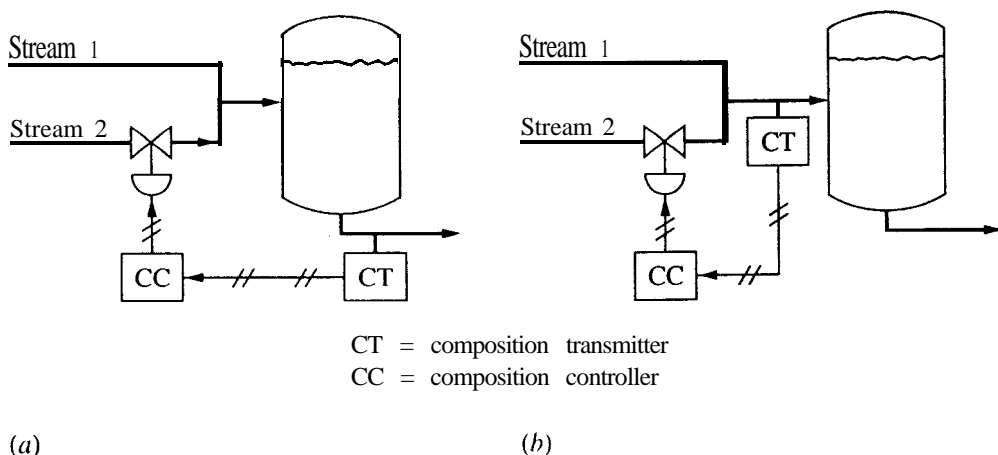 Stream 1
Stream 2
CC
CT
Stream 1
Stream 2
CT
CC
CT = composition transmitter
CC = composition controller
(a)
(b)